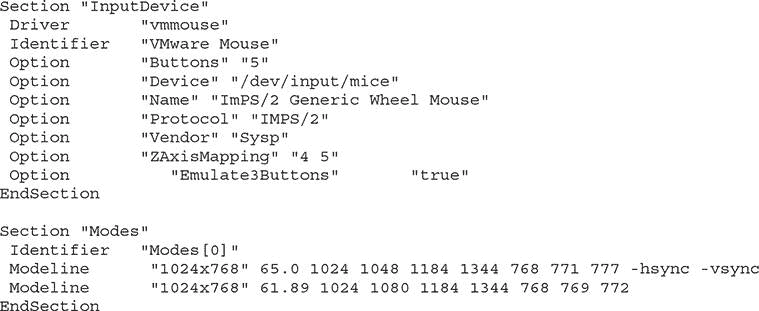 Section "InputDevice"
 Driver       "vmmouse"
 Identifier   "VMware Mouse"
 Option       "Buttons" "5"
 Option       "Device" "/dev/input/mice"
 Option       "Name" "ImPS/2 Generic Wheel Mouse"
 Option       "Protocol" "IMPS/2"
 Option       "Vendor" "Sysp"
 Option       "ZAxisMapping" "4 5"
 Option          "Emulate3Buttons"       "true"
EndSection

Section "Modes"
 Identifier   "Modes[0]"
 Modeline      "1024x768" 65.0 1024 1048 1184 1344 768 771 777 -hsync -vsync
 Modeline      "1024x768" 61.89 1024 1080 1184 1344 768 769 772
EndSection